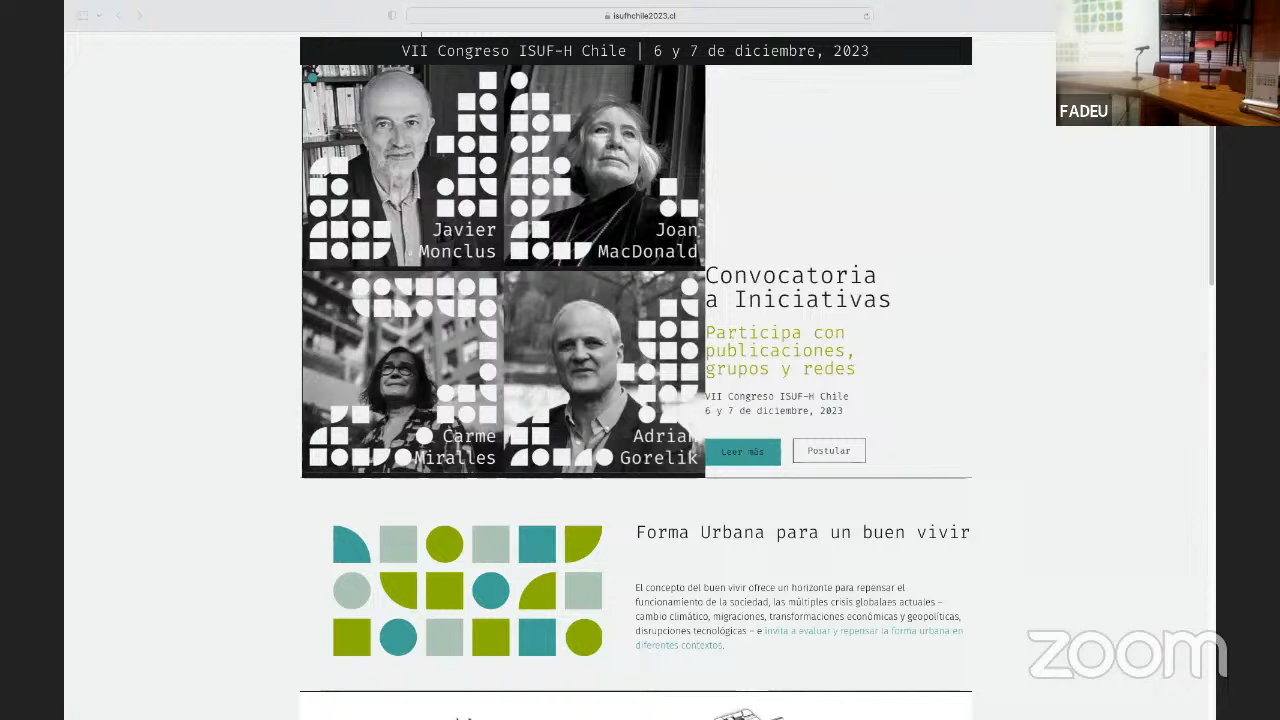 isufhchile2023.cl
VII Congreso ISUF-H Chile | 6 y 7 de diciembre, 2023
FADEU
Javier
Monclus
Joan
MacDonald
Carme
Miralles
Adrian
Gorelik
Convocatoria
a Iniciativas
Participa con
publicaciones,
grupos y redes
VII Congreso ISUF-H Chile
6 y 7 de diciembre, 2023
Leer más
Postular
Forma Urbana para un buen vivir
El concepto del buen vivir ofrece un horizonte para repensar el
funcionamiento de la sociedad, las múltiples crisis globalaes actuales –
cambio climático, migraciones, transformaciones económicas y geopolíticas,
disrupciones tecnológicas – e invita a evaluar y repensar la forma urbana en
diferentes contextos.
zoom